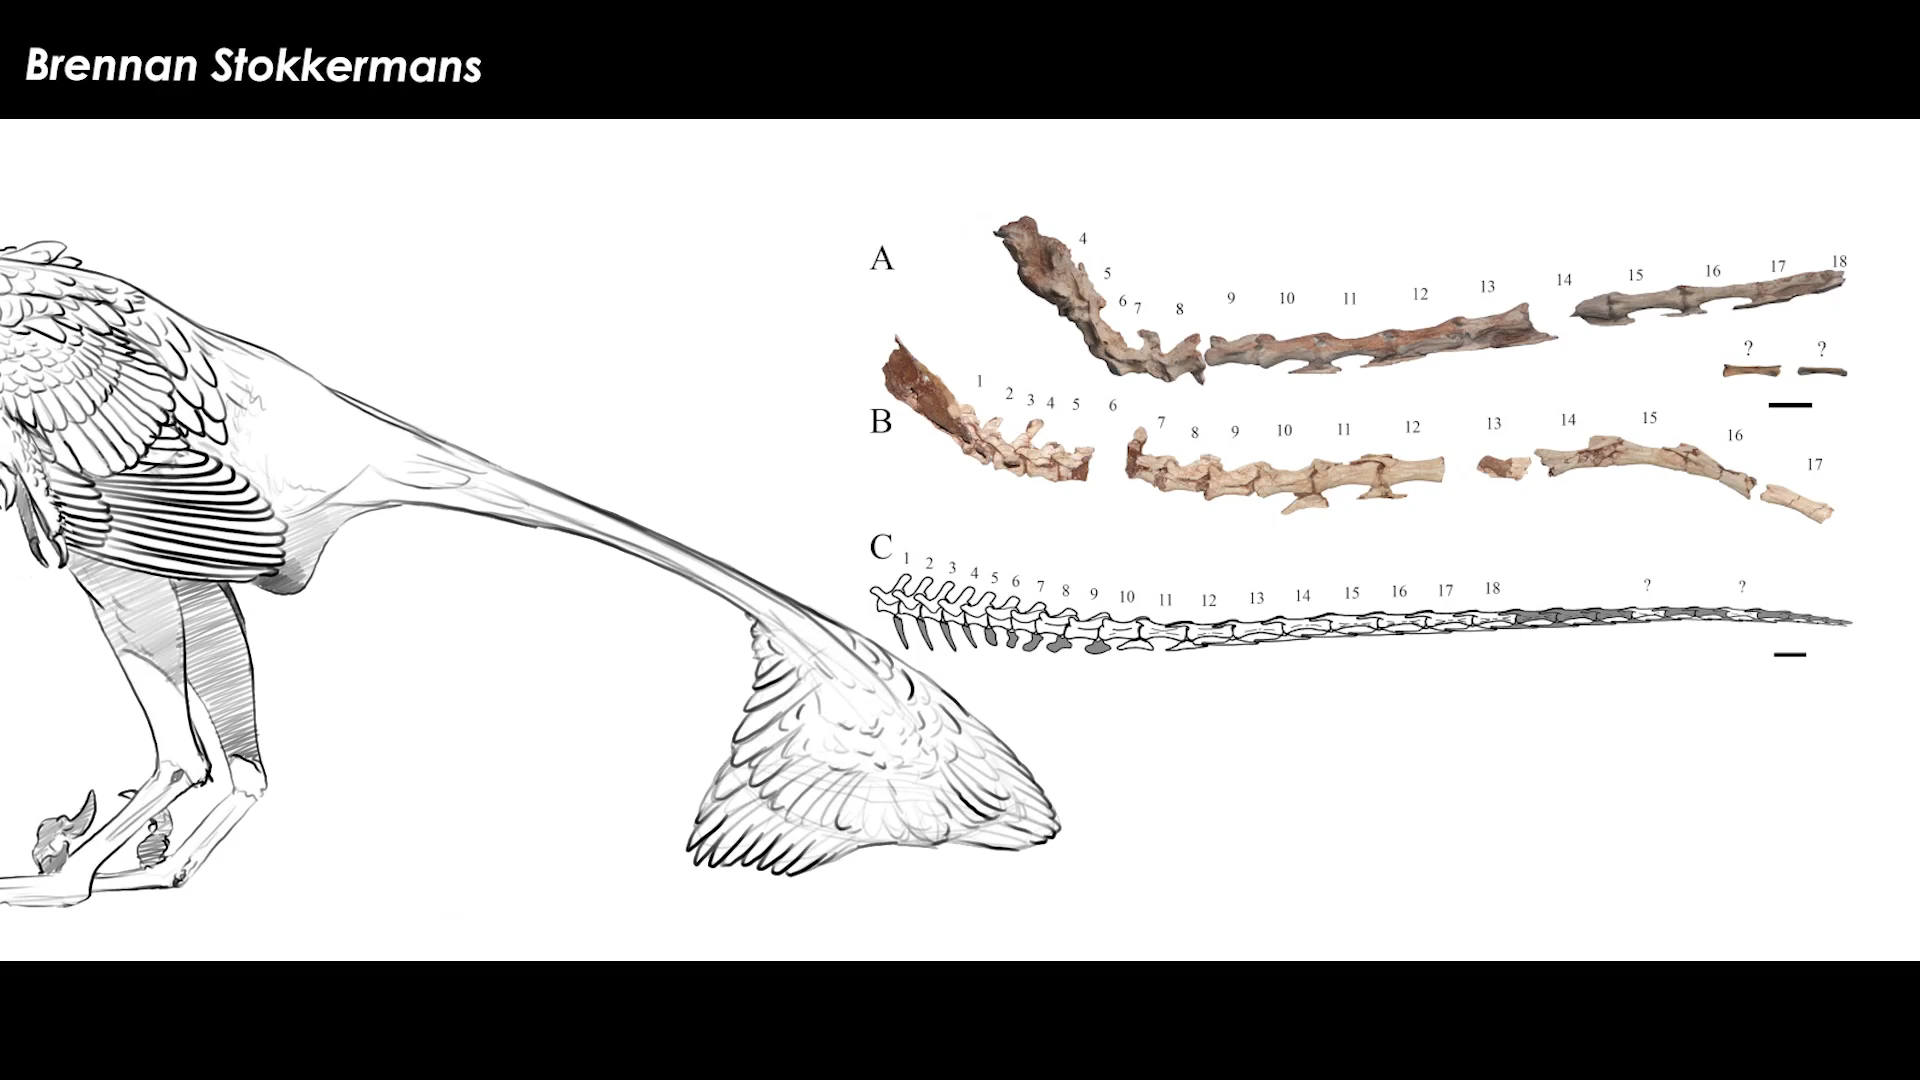 Brennan Stokkermans
A
4
5
6 7 8 9 10 11 12 13 14 15 16 17 18
? ?
B
1 2 3 4 5 6 7 8 9 10 11 12 13 14 15 16 17
C
1 2 3 4 5 6 7 8 9 10 11 12 13 14 15 16 17 18 ? ?